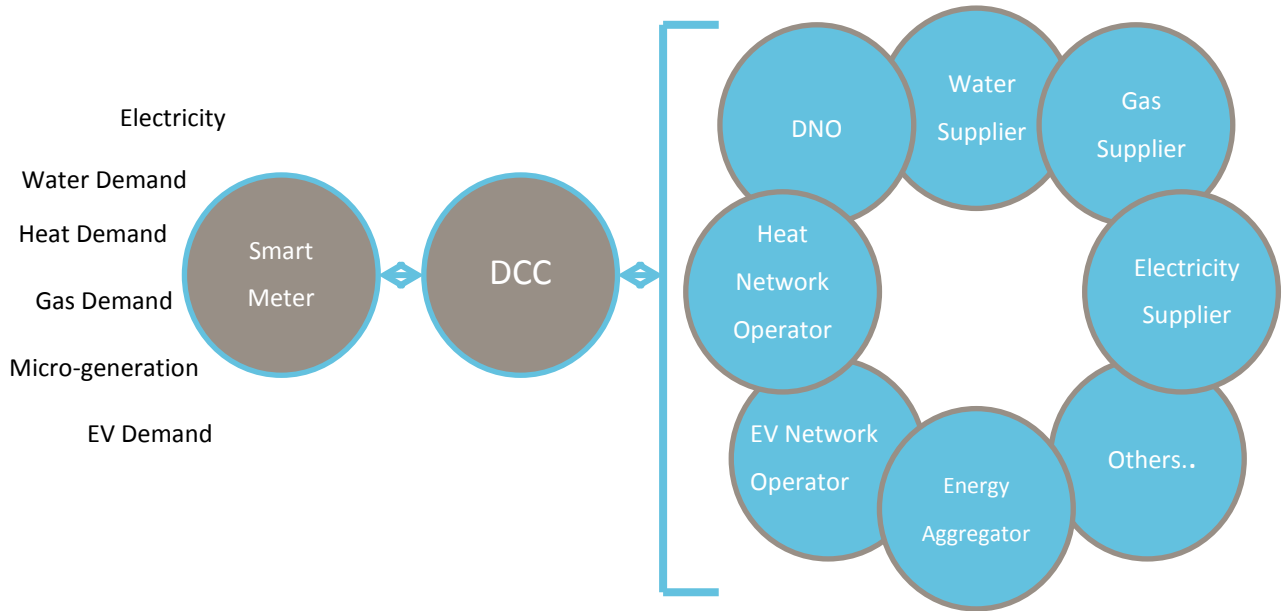 Electricity
Water Demand
Heat Demand
Gas Demand
Micro-generation
EV Demand
Smart
Meter
DCC
DNO
Water
Supplier
Gas
Supplier
Heat
Network
Operator
Electricity
Supplier
EV Network
Operator
Energy
Aggregator
Others..